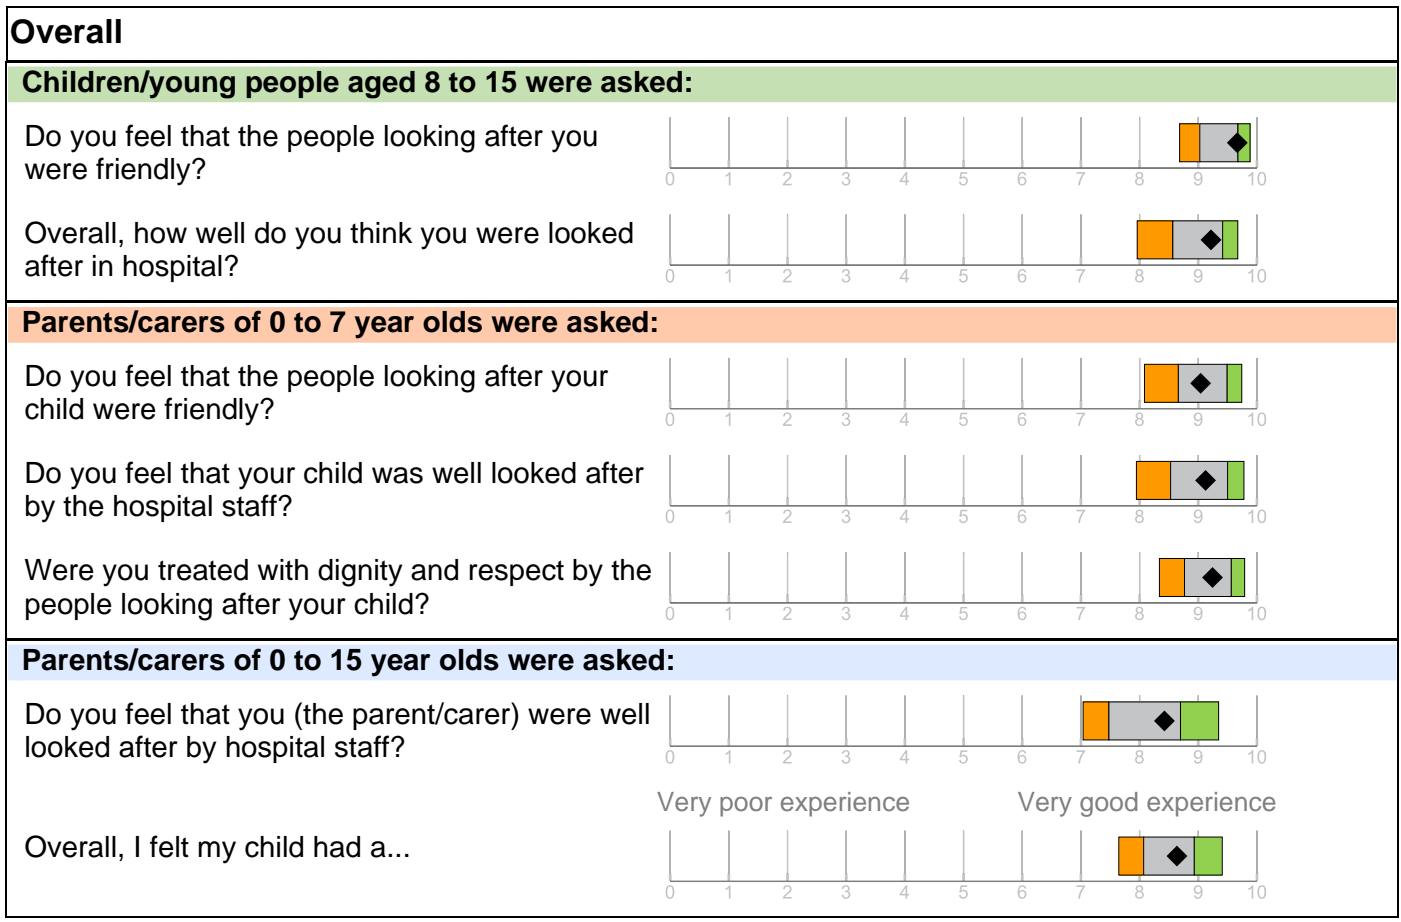 Overall
Children/young people aged 8 to 15 were asked:
Do you feel that the people looking after you
were friendly?
0 1 2 3 4 5 6 7 8 9 10
Overall, how well do you think you were looked
after in hospital?
0 1 2 3 4 5 6 7 8 9 10
Parents/carers of 0 to 7 year olds were asked:
Do you feel that the people looking after your
child were friendly?
0 1 2 3 4 5 6 7 8 9 10
Do you feel that your child was well looked after
by the hospital staff?
0 1 2 3 4 5 6 7 8 9 10
Were you treated with dignity and respect by the
people looking after your child?
0 1 2 3 4 5 6 7 8 9 10
Parents/carers of 0 to 15 year olds were asked:
Do you feel that you (the parent/carer) were well
looked after by hospital staff?
0 1 2 3 4 5 6 7 8 9 10
Very poor experience Very good experience
Overall, I felt my child had a...
0 1 2 3 4 5 6 7 8 9 10